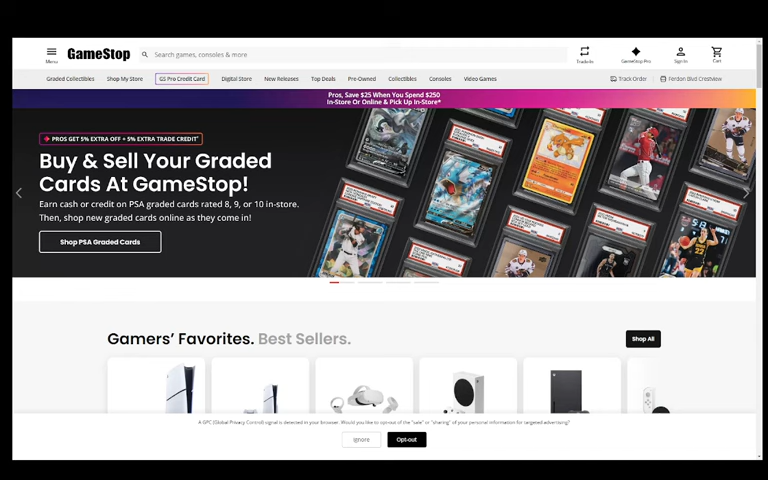 Menu
GameStop
Search games, consoles & more
Trade-In
GameStop Pro
Sign In
Cart
Graded Collectibles
Shop My Store
GS Pro Credit Card
Digital Store
New Releases
Top Deals
Pre-Owned
Collectibles
Consoles
Video Games
Track Order
Ferdon Blvd Crestview
Pros, Save $25 When You Spend $250
In-Store Or Online & Pick Up In-Store*
PROS GET 5% EXTRA OFF + 5% EXTRA TRADE CREDIT*
Buy & Sell Your Graded
Cards At GameStop!
Earn cash or credit on PSA graded cards rated 8, 9, or 10 in-store.
Then, shop new graded cards online as they come in!
Shop PSA Graded Cards
Gamers' Favorites. Best Sellers.
Shop All
A GPC (Global Privacy Control) signal is detected in your browser. Would you like to opt-out of the "sale" or "sharing" of your personal information for targeted advertising?
Ignore
Opt-out